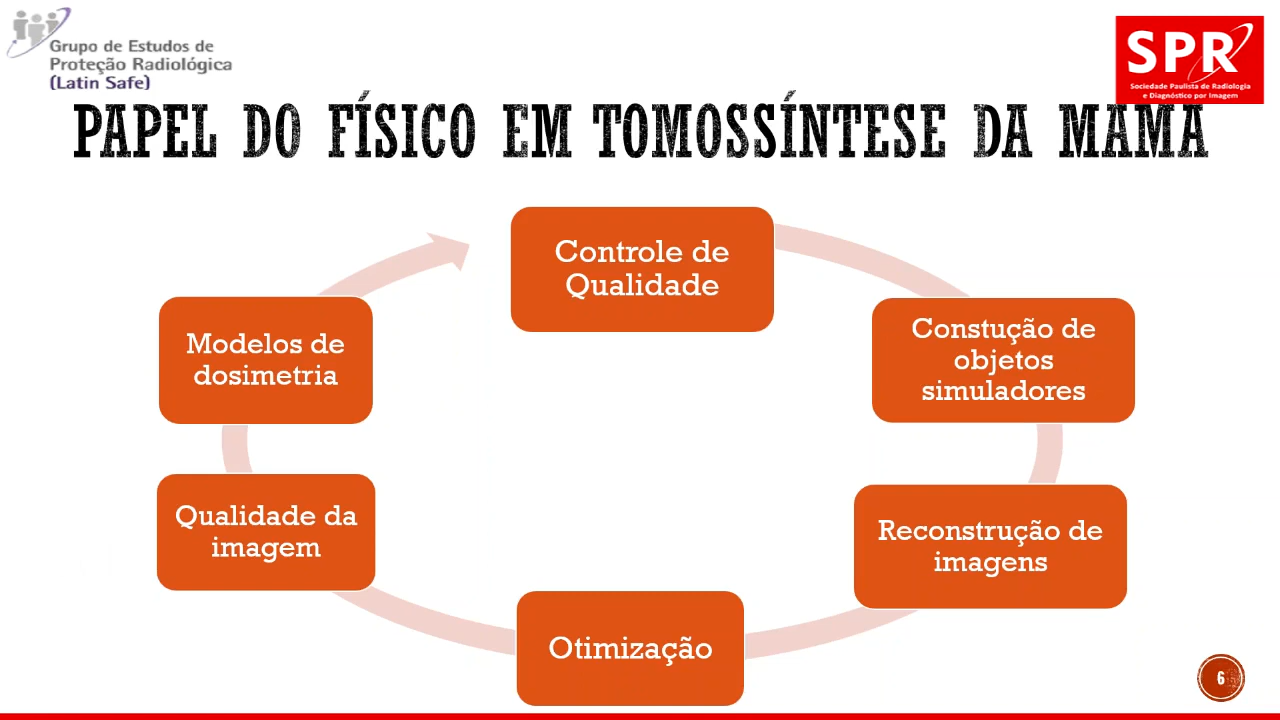 Grupo de Estudos de
Proteção Radiológica
(Latin Safe)
SPR
Sociedade Paulista de Radiologia
e Diagnóstico por Imagem
PAPEL DO FÍSICO EM TOMOSSÍNTESE DA MAMA
Controle de
Qualidade
Constução de
objetos
simuladores
Reconstrução de
imagens
Otimização
Qualidade da
imagem
Modelos de
dosimetria
6